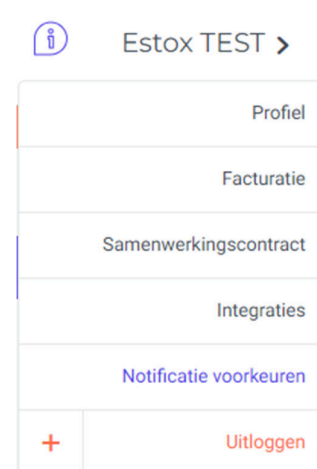 Estox TEST >
Profiel
Facturatie
Samenwerkingscontract
Integraties
Notificatie voorkeuren
+ Uitloggen